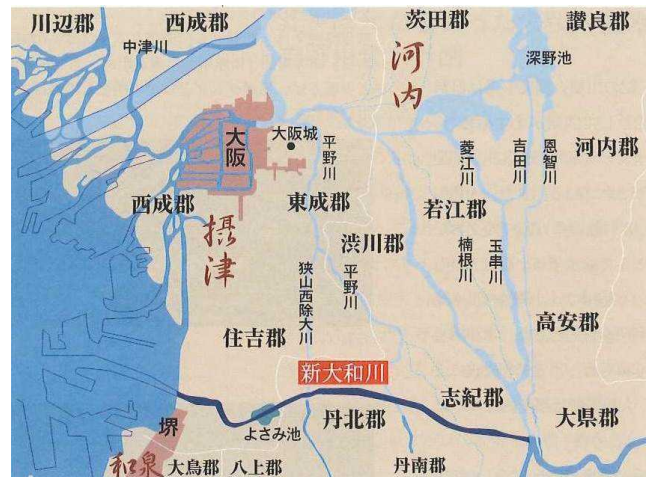 川辺郡
西成郡
茨田郡
讃良郡
中津川
深野池
河内
大阪
大阪城
平野川
菱江川
吉田川
恩智川
河内郡
西成郡
東成郡
若江郡
摂津
渋川郡
楠根川
玉串川
狭山西除大川
平野川
高安郡
住吉郡
新大和川
志紀郡
堺
よさみ池
丹北郡
大県郡
和泉
大鳥郡
八上郡
丹南郡